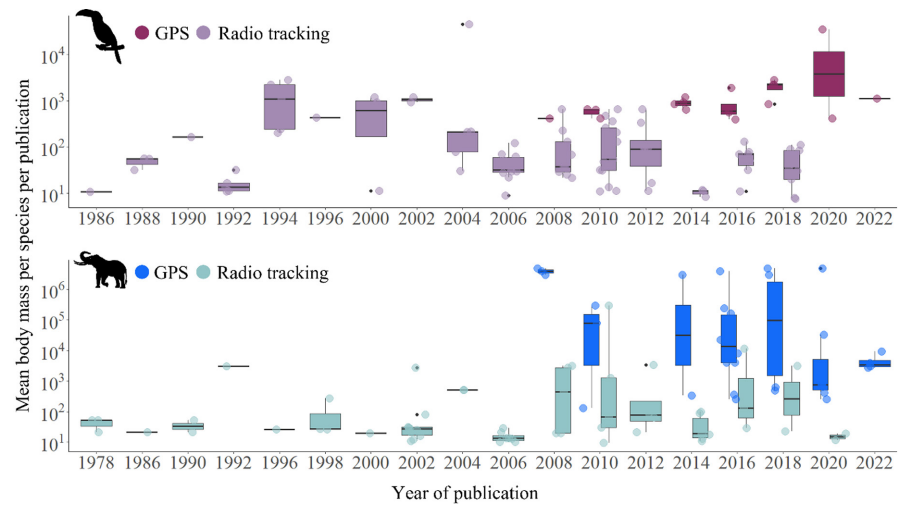 GPS Radio tracking
10⁴
10³
10²
10¹
1986 1988 1990 1992 1994 1996 2000 2002 2004 2006 2008 2010 2012 2014 2016 2018 2020 2022
Mean body mass per species per publication
GPS Radio tracking
10⁶
10⁵
10⁴
10³
10²
10¹
1978 1986 1990 1992 1996 1998 2000 2002 2004 2006 2008 2010 2012 2014 2016 2018 2020 2022
Year of publication